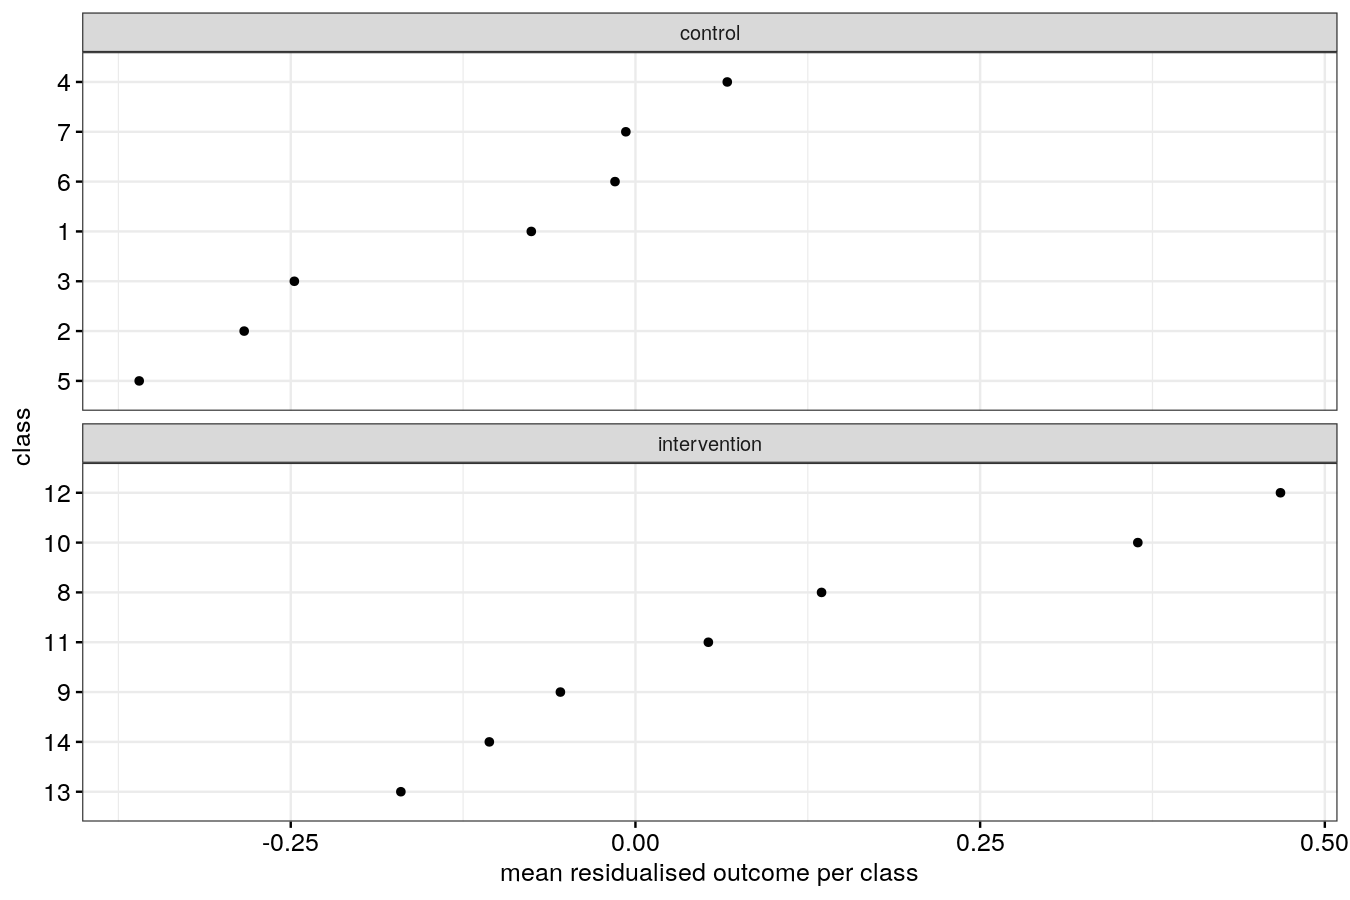 control
4
7
6
1
3
2
5
class
intervention
12
10
8
11
9
14
13
-0.25 0.00 0.25 0.50
mean residualised outcome per class